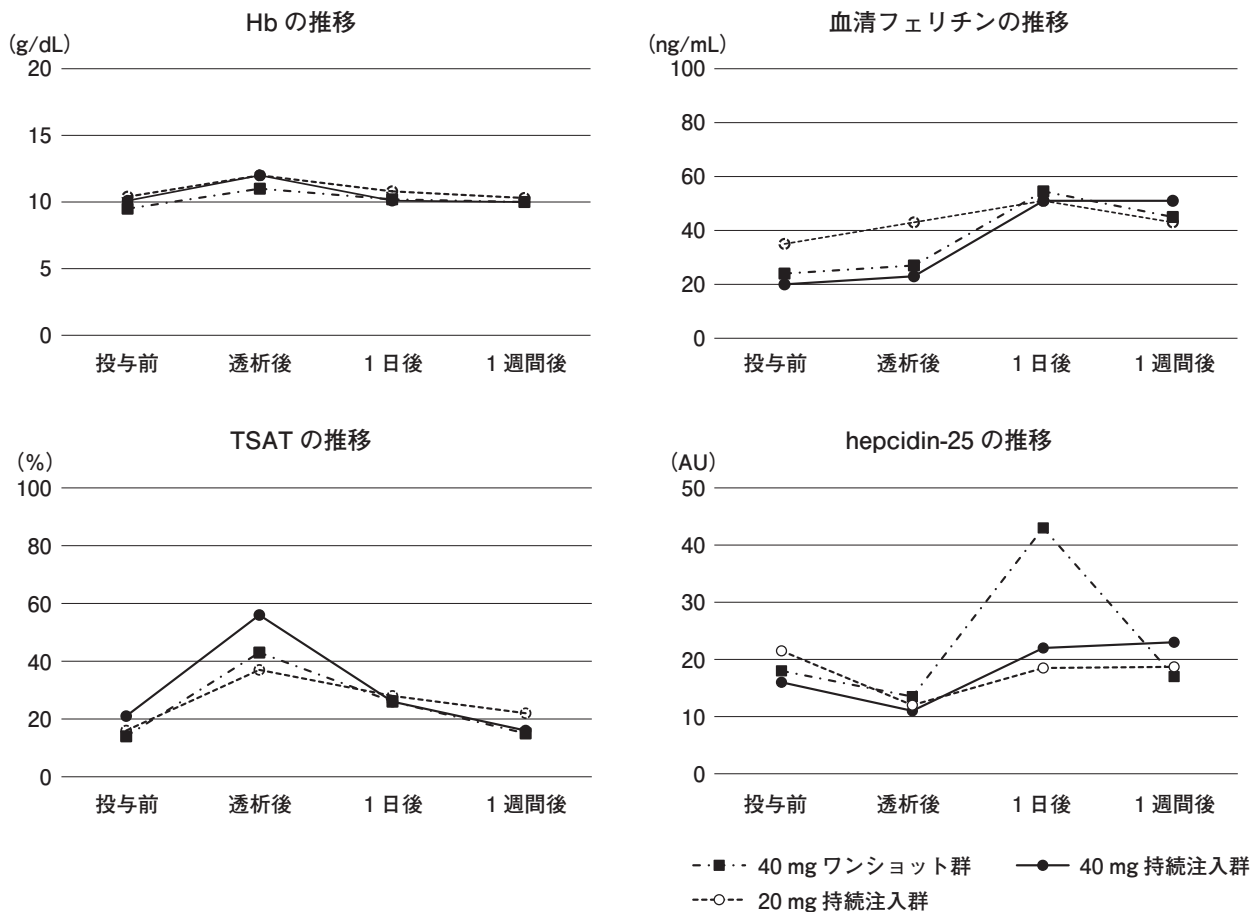 Hb の推移
(g/dL)
20
15
10
5
0
投与前 透析後 1 日後 1 週間後
血清フェリチンの推移
(ng/mL)
100
80
60
40
20
0
投与前 透析後 1 日後 1 週間後
TSAT の推移
(%)
100
80
60
40
20
0
投与前 透析後 1 日後 1 週間後
hepcidin-25 の推移
(AU)
50
40
30
20
10
0
投与前 透析後 1 日後 1 週間後
40 mg ワンショット群 40 mg 持続注入群
20 mg 持続注入群